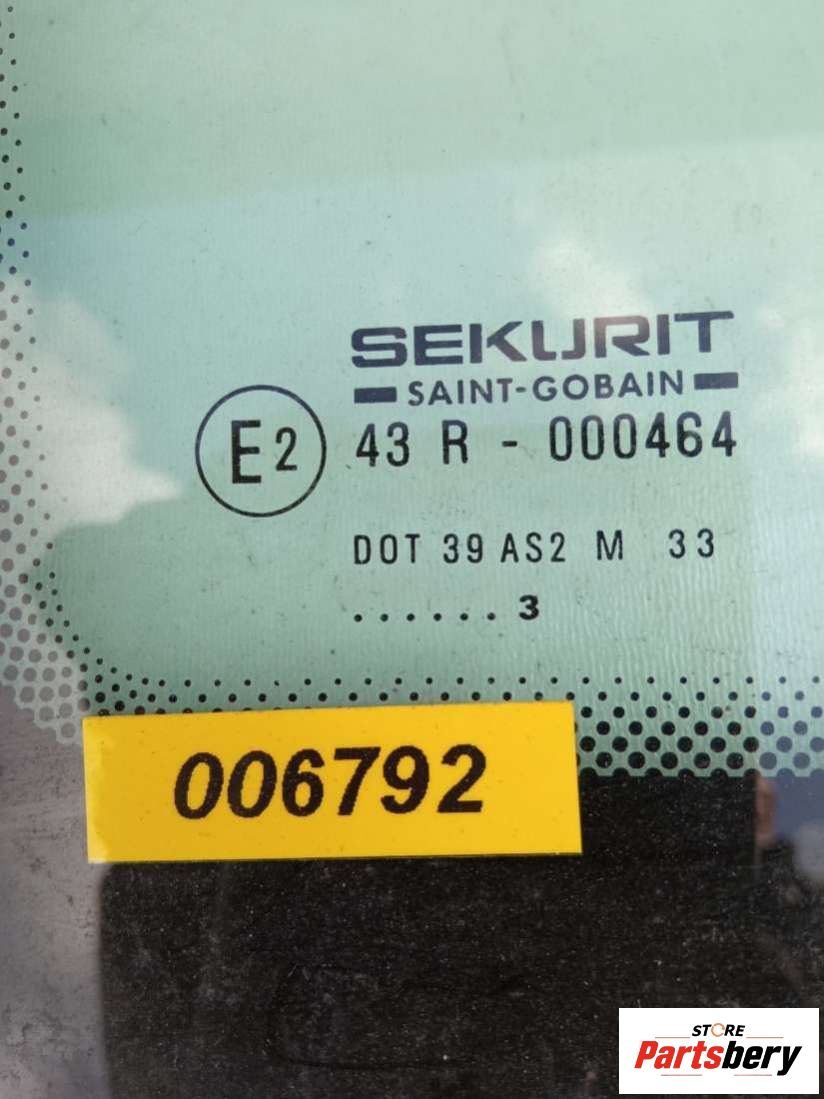 SEKURIT
SAINT-GOBAIN
E2 43 R - 000464
DOT 39 AS2 M 33
......3
006792
STORE
Partsbery